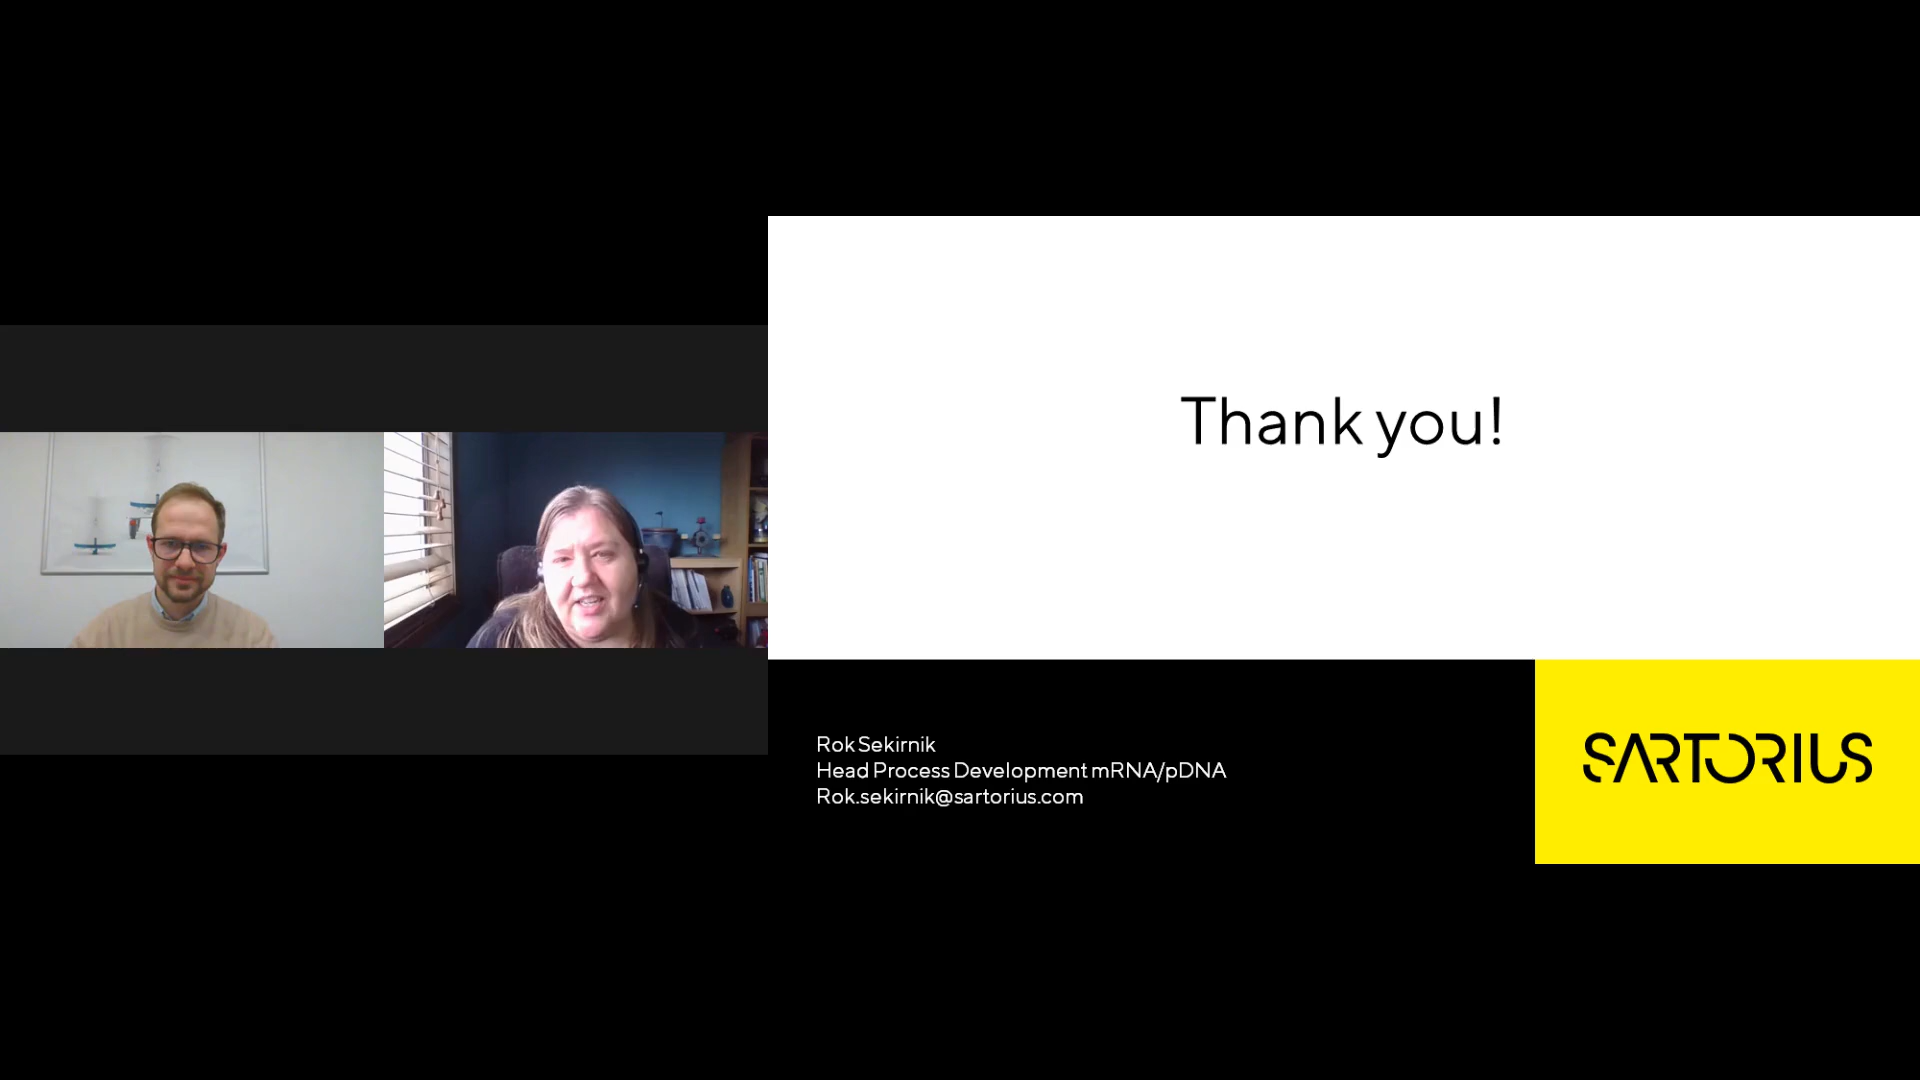 Thank you!
Rok Sekirnik
Head Process Development mRNA/pDNA
Rok.sekirnik@sartorius.com
SARTORIUS